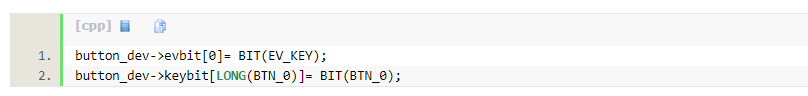 [cpp]
1. button_dev->evbit[0]= BIT(EV_KEY);
2. button_dev->keybit[LONG(BTN_0)]= BIT(BTN_0);